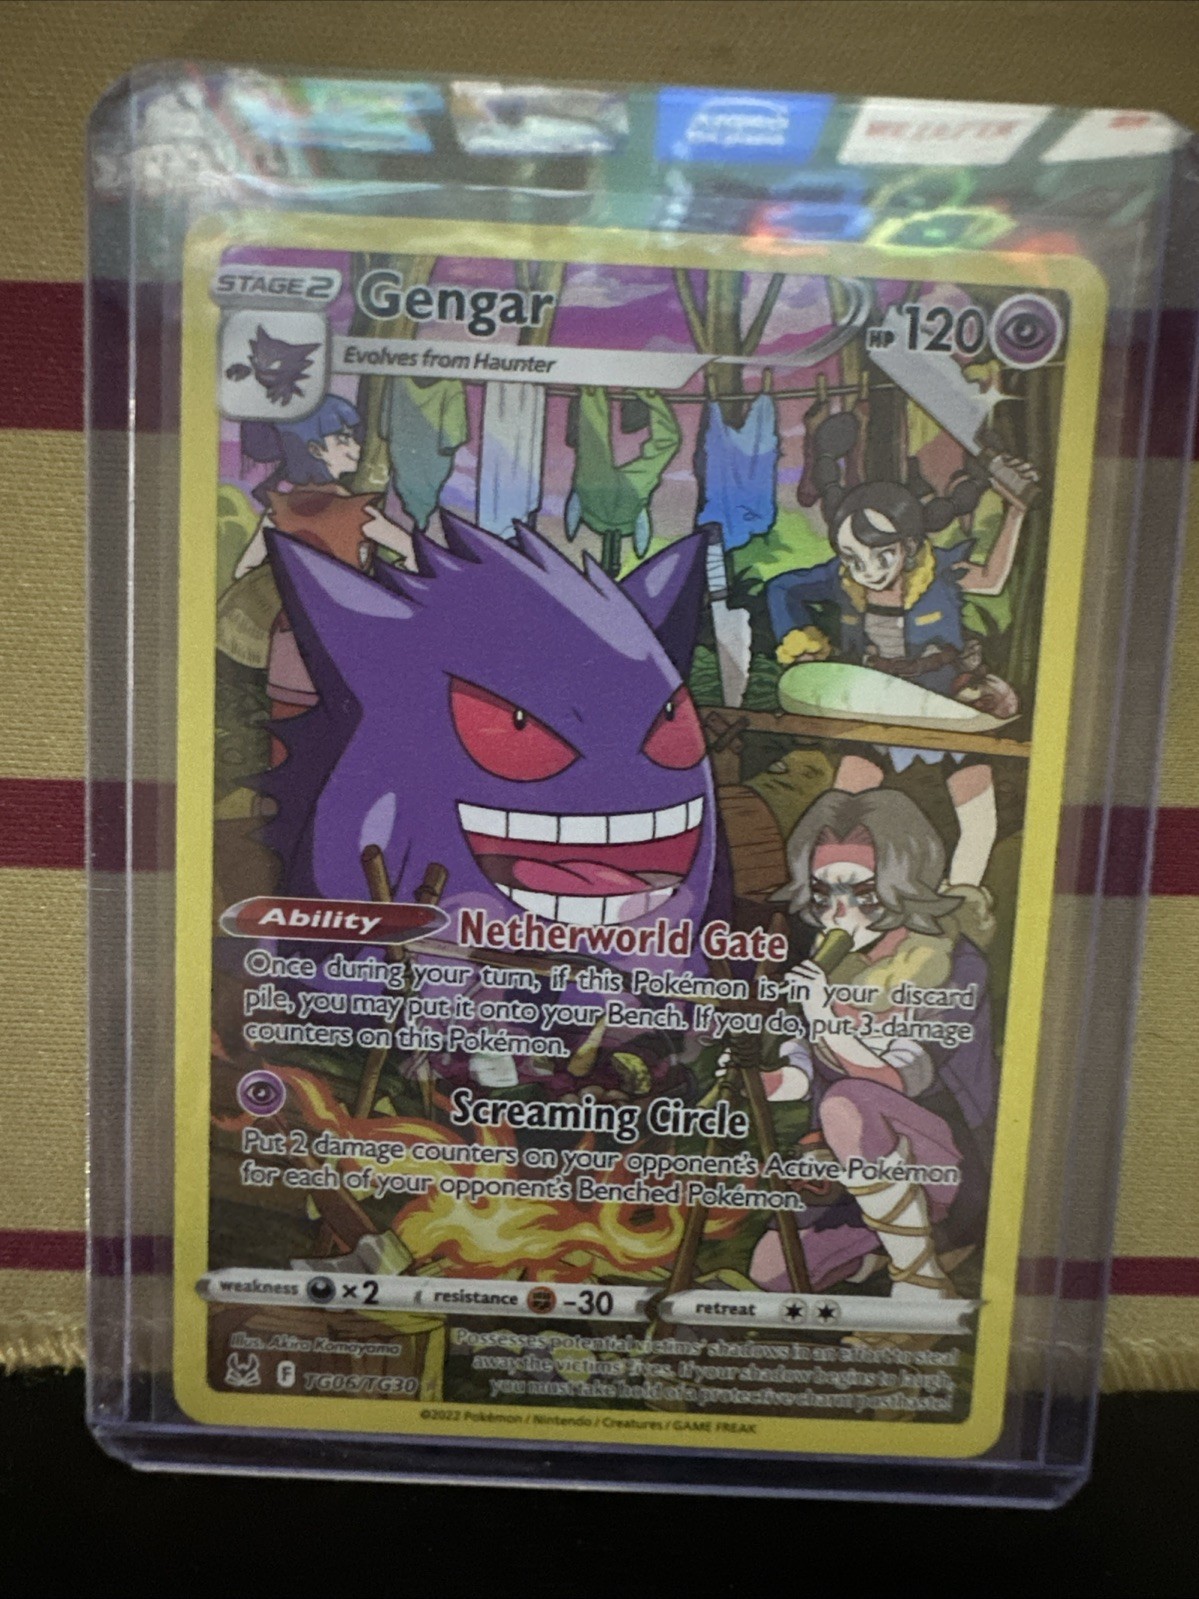 STAGE 2
Gengar
HP 120
Evolves from Haunter
Ability Netherworld Gate
Once during your turn, if this Pokémon is in your discard
pile, you may put it onto your Bench. If you do, put 3 damage
counters on this Pokémon.
Screaming Circle
Put 2 damage counters on your opponent's Active Pokémon
for each of your opponent's Benched Pokémon.
weakness ×2 resistance -30 retreat
Illus. Akira Komayama
F TG06/TG30
Possesses potential victims' shadows in an effort to steal
away the victims' lives. If your shadow begins to laugh,
you must take hold of a protective charm posthaste!
©2022 Pokémon / Nintendo / Creatures / GAME FREAK